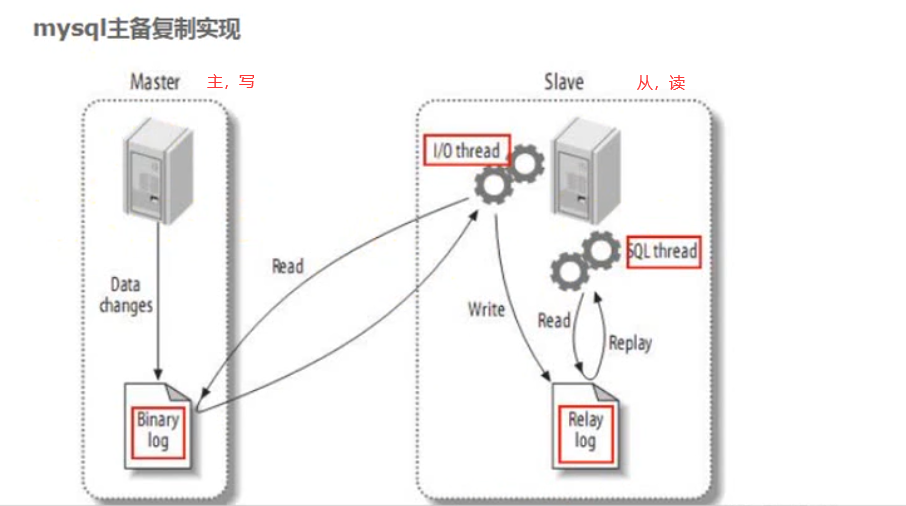 mysql主备复制实现
Master 主，写
Slave 从，读
I/O thread
SQL thread
Read
Data
changes
Write
Read
Replay
Binary
log
Relay
log